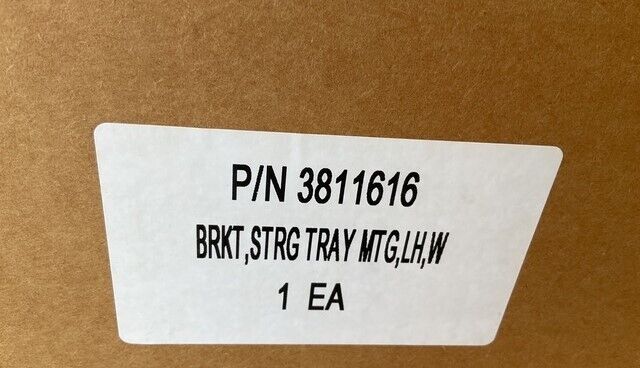 P/N 3811616
BRKT,STRG TRAY MTG,LH,W
1 EA